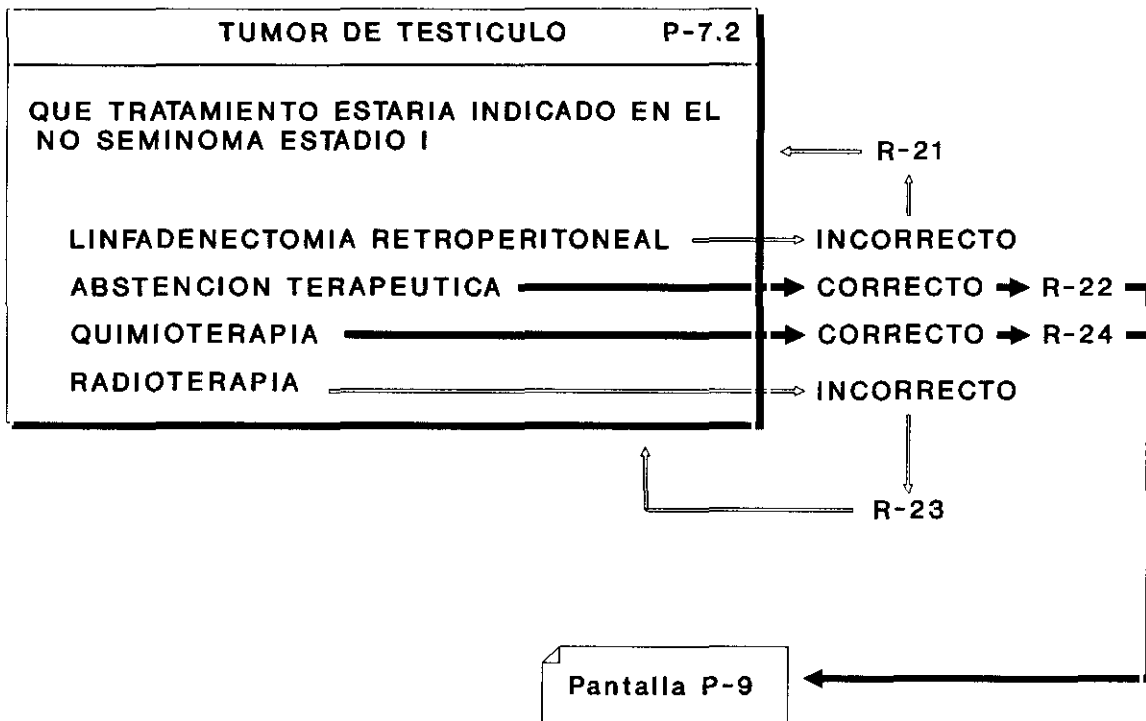 TUMOR DE TESTICULO P-7.2
QUE TRATAMIENTO ESTARIA INDICADO EN EL
NO SEMINOMA ESTADIO I
R-21
LINFADENECTOMIA RETROPERITONEAL INCORRECTO
ABSTENCION TERAPEUTICA CORRECTO R-22
QUIMIOTERAPIA CORRECTO R-24
RADIOTERAPIA INCORRECTO
R-23
Pantalla P-9